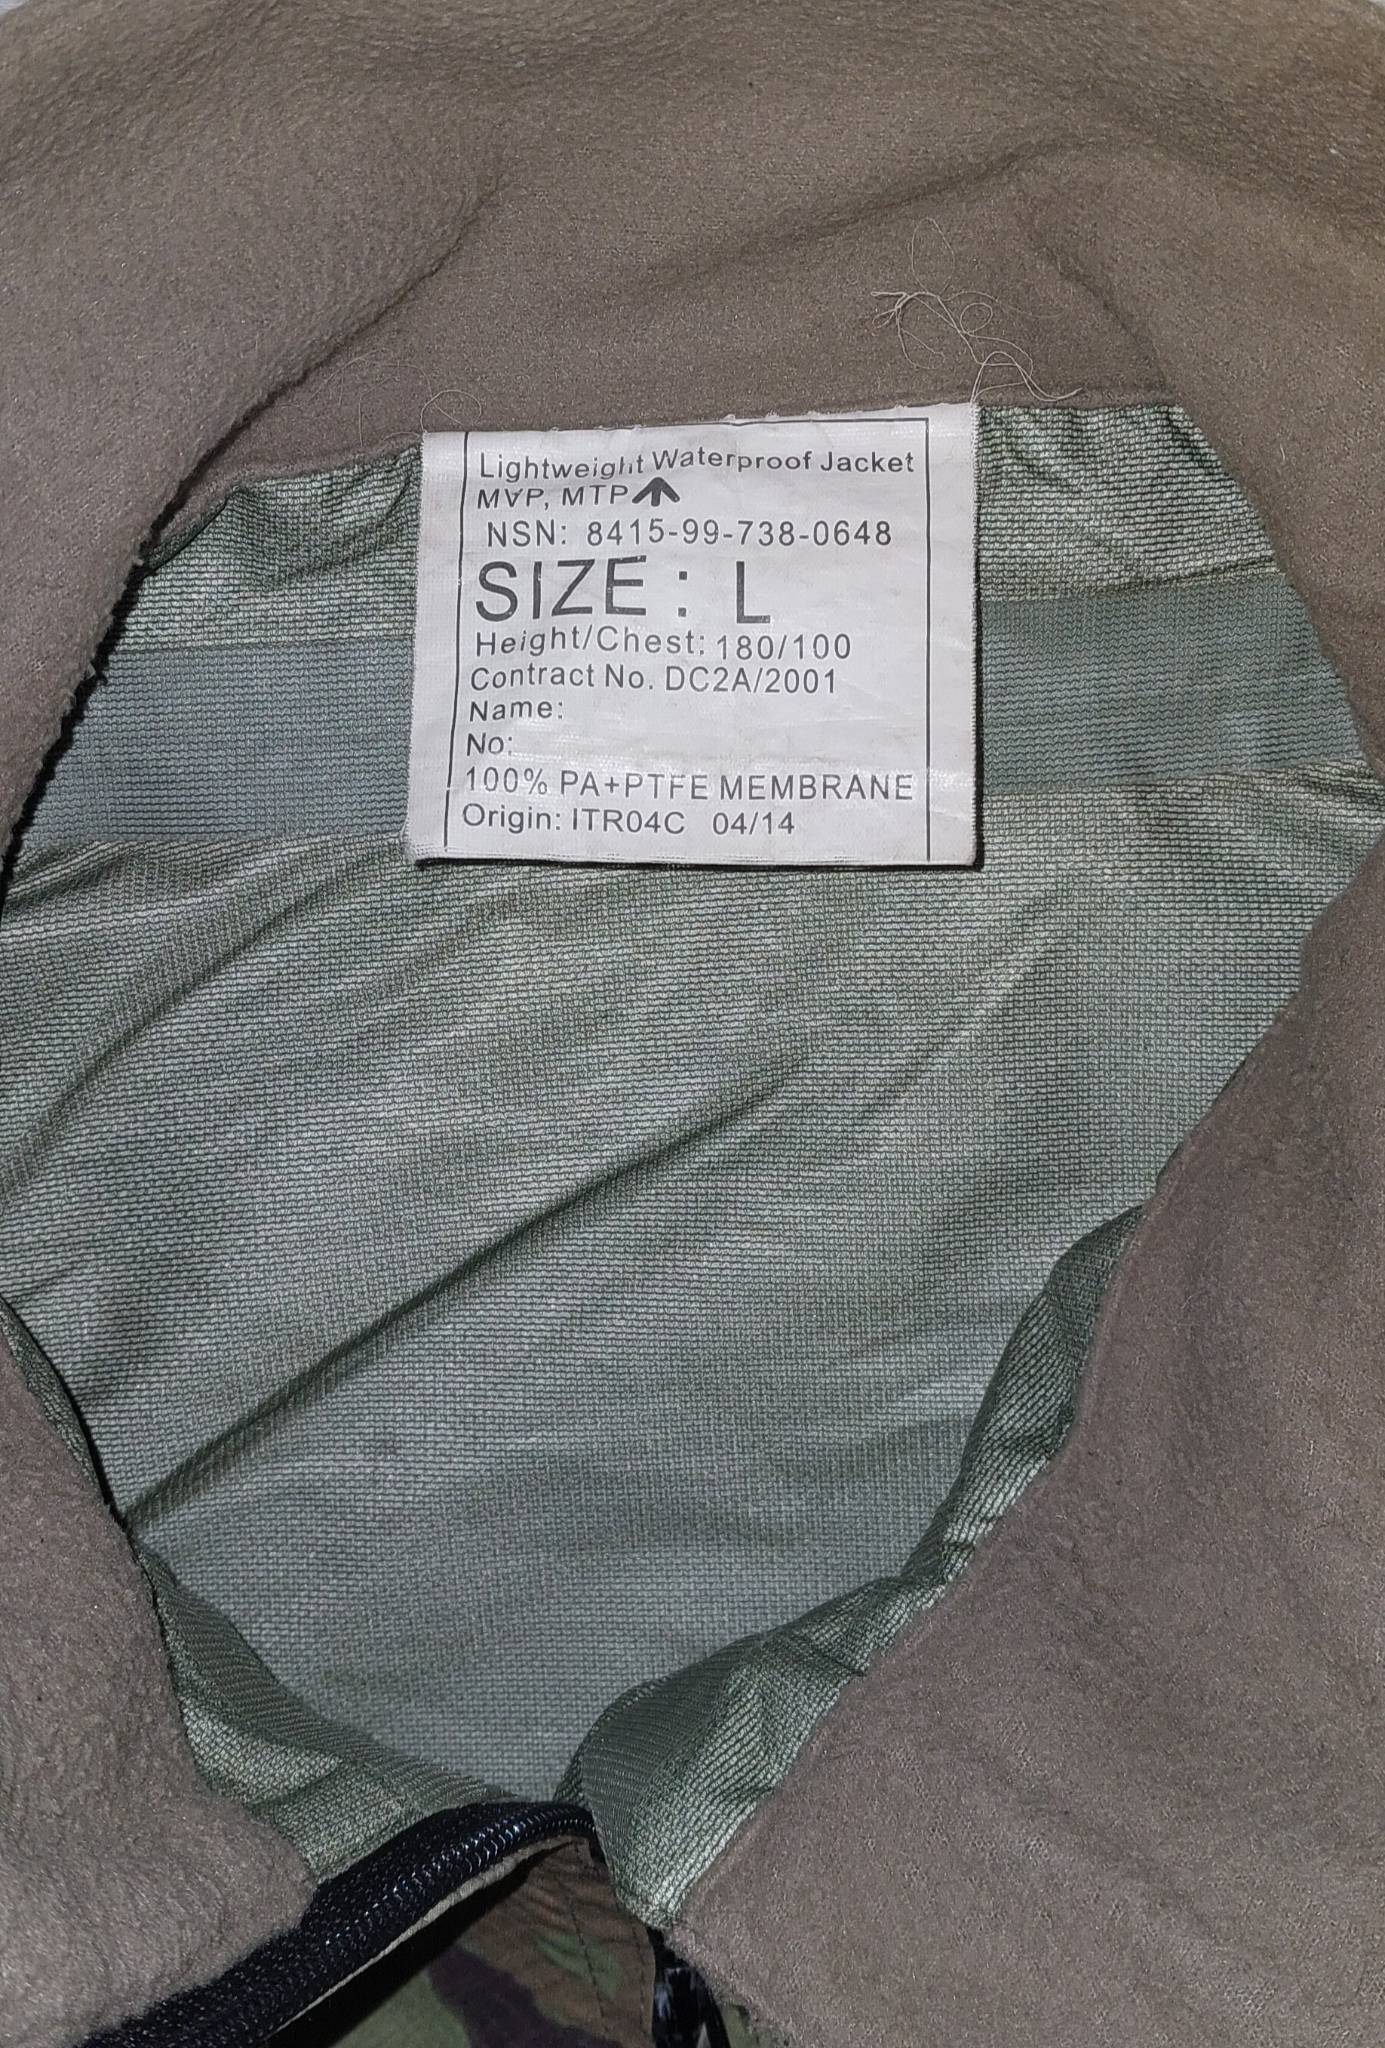 Lightweight Waterproof Jacket
MVP, MTP
NSN: 8415-99-738-0648
SIZE : L
Height/Chest: 180/100
Contract No. DC2A/2001
Name:
No:
100% PA+PTFE MEMBRANE
Origin: ITR04C 04/14